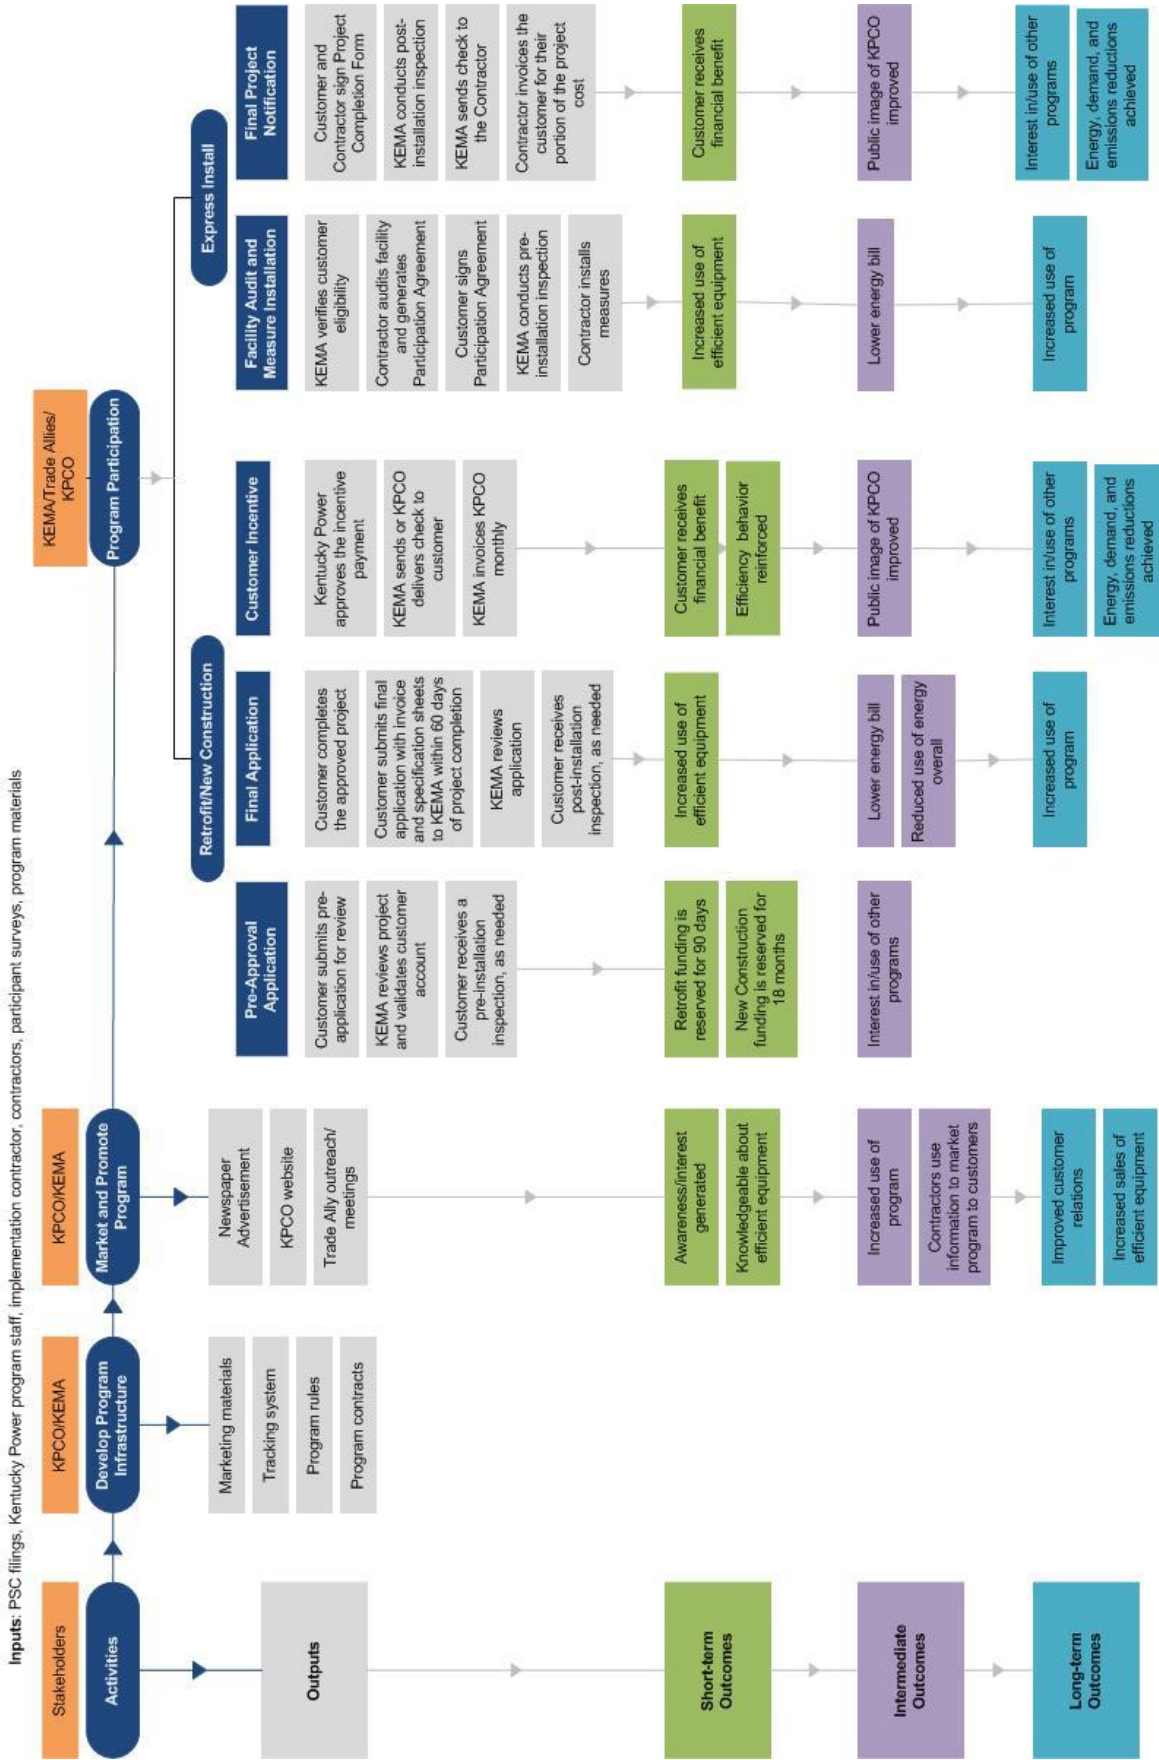 Inputs: PSC filings, Kentucky Power program staff, implementation contractor, contractors, participant surveys, program materials
Stakeholders
KPCO/KEMA
KPCO/KEMA
KEMA/Trade Allies/
KPCO
Activities
Develop Program
Infrastructure
Market and Promote
Program
Program Participation
Retrofit/New Construction
Express Install
Outputs
Marketing materials
Tracking system
Program rules
Program contracts
Newspaper
Advertisement
KPCO website
Trade Ally outreach/
meetings
Pre-Approval
Application
Customer submits pre-
application for review
KEMA reviews project
and validates customer
account
Customer receives a
pre-installation
inspection, as needed
Final Application
Customer completes
the approved project
Customer submits final
application with invoice
and specification sheets
to KEMA within 60 days
of project completion
KEMA reviews
application
Customer receives
post-installation
inspection, as needed
Customer Incentive
Kentucky Power
approves the incentive
payment
KEMA sends or KPCO
delivers check to
customer
KEMA invoices KPCO
monthly
Facility Audit and
Measure Installation
KEMA verifies customer
eligibility
Contractor audits facility
and generates
Participation Agreement
Customer signs
Participation Agreement
KEMA conducts pre-
installation inspection
Contractor installs
measures
Final Project
Notification
Customer and
Contractor sign Project
Completion Form
KEMA conducts post-
installation inspection
KEMA sends check to
the Contractor
Contractor invoices the
customer for their
portion of the project
cost
Short-term
Outcomes
Awareness/interest
generated
Knowledgeable about
efficient equipment
Retrofit funding is
reserved for 90 days
New Construction
funding is reserved for
18 months
Increased use of
efficient equipment
Customer receives
financial benefit
Efficiency behavior
reinforced
Increased use of
efficient equipment
Customer receives
financial benefit
Intermediate
Outcomes
Increased use of
program
Contractors use
information to market
program to customers
Interest in/use of other
programs
Lower energy bill
Reduced use of energy
overall
Public image of KPCO
improved
Lower energy bill
Public image of KPCO
improved
Long-term
Outcomes
Improved customer
relations
Increased sales of
efficient equipment
Increased use of
program
Interest in/use of other
programs
Energy, demand, and
emissions reductions
achieved
Increased use of
program
Interest in/use of other
programs
Energy, demand, and
emissions reductions
achieved